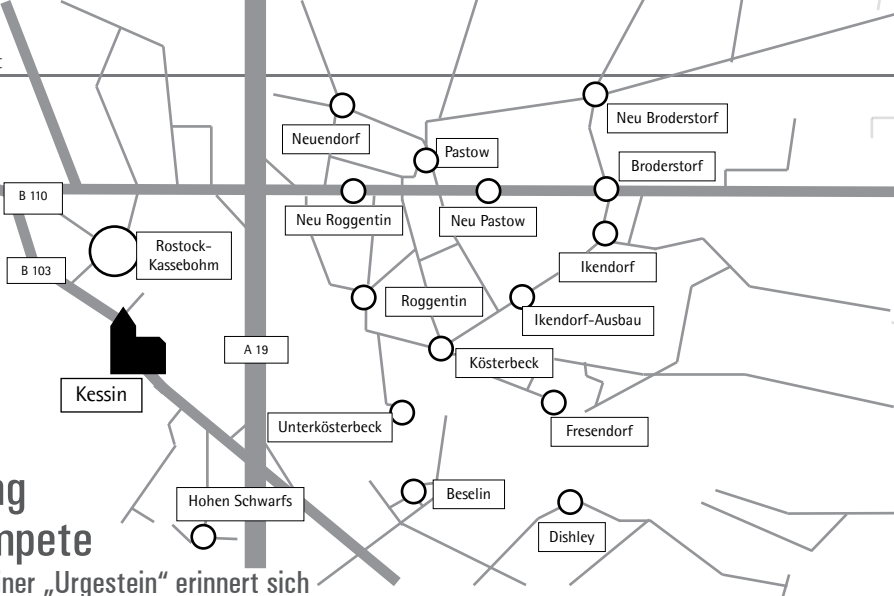 Neu Broderstorf
Neuendorf
Pastow
Broderstorf
B 110
Neu Roggentin
Neu Pastow
Rostock-
Kassebohm
B 103
Ikendorf
Roggentin
Ikendorf-Ausbau
A 19
Kösterbeck
Kessin
Unterkösterbeck
Fresendorf
Beselin
Hohen Schwarfs
Dishley
iner „Urgestein“ erinnert sich